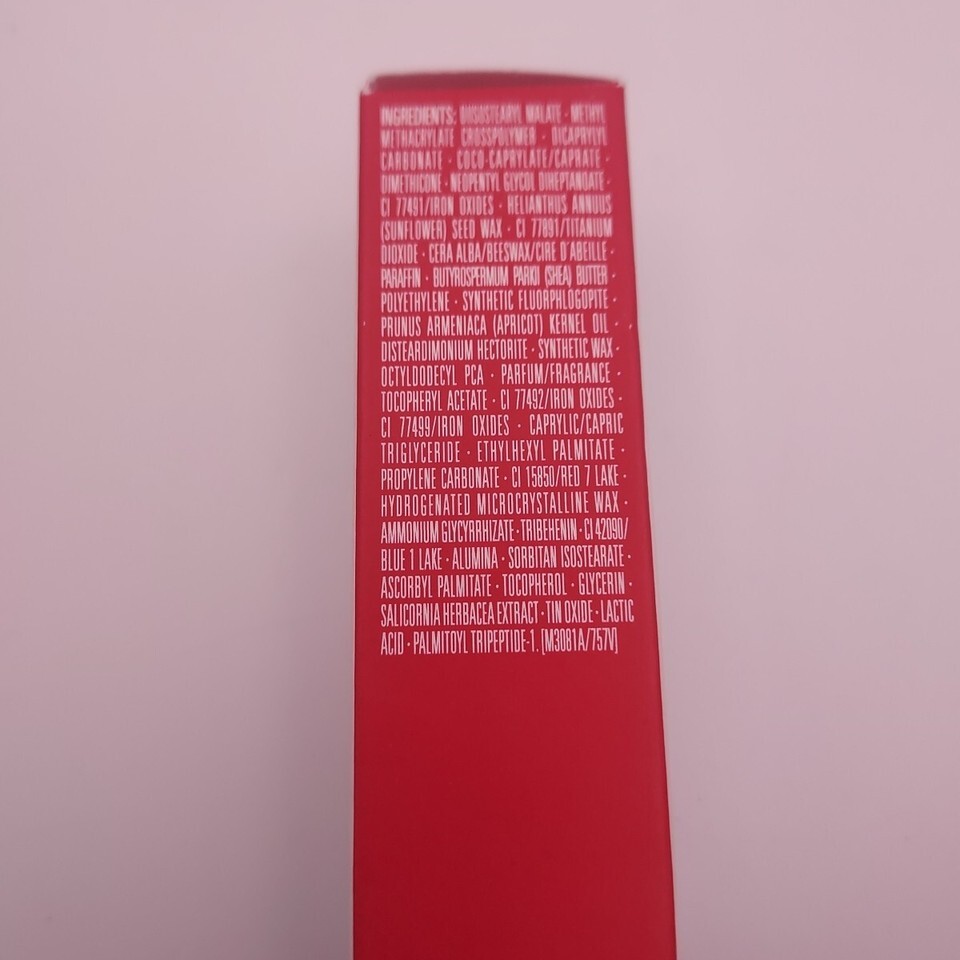 INGREDIENTS: DIISOSTEARYL MALATE · METHYL
METHACRYLATE CROSSPOLYMER · DICAPRYLYL
CARBONATE · COCO-CAPRYLATE/CAPRATE ·
DIMETHICONE · NEOPENTYL GLYCOL DIHEPTANOATE ·
CI 77491/IRON OXIDES · HELIANTHUS ANNUUS
(SUNFLOWER) SEED WAX · CI 77891/TITANIUM
DIOXIDE · CERA ALBA/BEESWAX/CIRE D'ABEILLE ·
PARAFFIN · BUTYROSPERMUM PARKII (SHEA) BUTTER ·
POLYETHYLENE · SYNTHETIC FLUORPHLOGOPITE ·
PRUNUS ARMENIACA (APRICOT) KERNEL OIL ·
DISTEARDIMONIUM HECTORITE · SYNTHETIC WAX ·
OCTYLDODECYL PCA · PARFUM/FRAGRANCE ·
TOCOPHERYL ACETATE · CI 77492/IRON OXIDES ·
CI 77499/IRON OXIDES · CAPRYLIC/CAPRIC
TRIGLYCERIDE · ETHYLHEXYL PALMITATE ·
PROPYLENE CARBONATE · CI 15850/RED 7 LAKE ·
HYDROGENATED MICROCRYSTALLINE WAX ·
AMMONIUM GLYCYRRHIZATE · TRIBEHENIN · CI 42090/
BLUE 1 LAKE · ALUMINA · SORBITAN ISOSTEARATE ·
ASCORBYL PALMITATE · TOCOPHEROL · GLYCERIN ·
SALICORNIA HERBACEA EXTRACT · TIN OXIDE · LACTIC
ACID · PALMITOYL TRIPEPTIDE-1. [M3081A/757V]